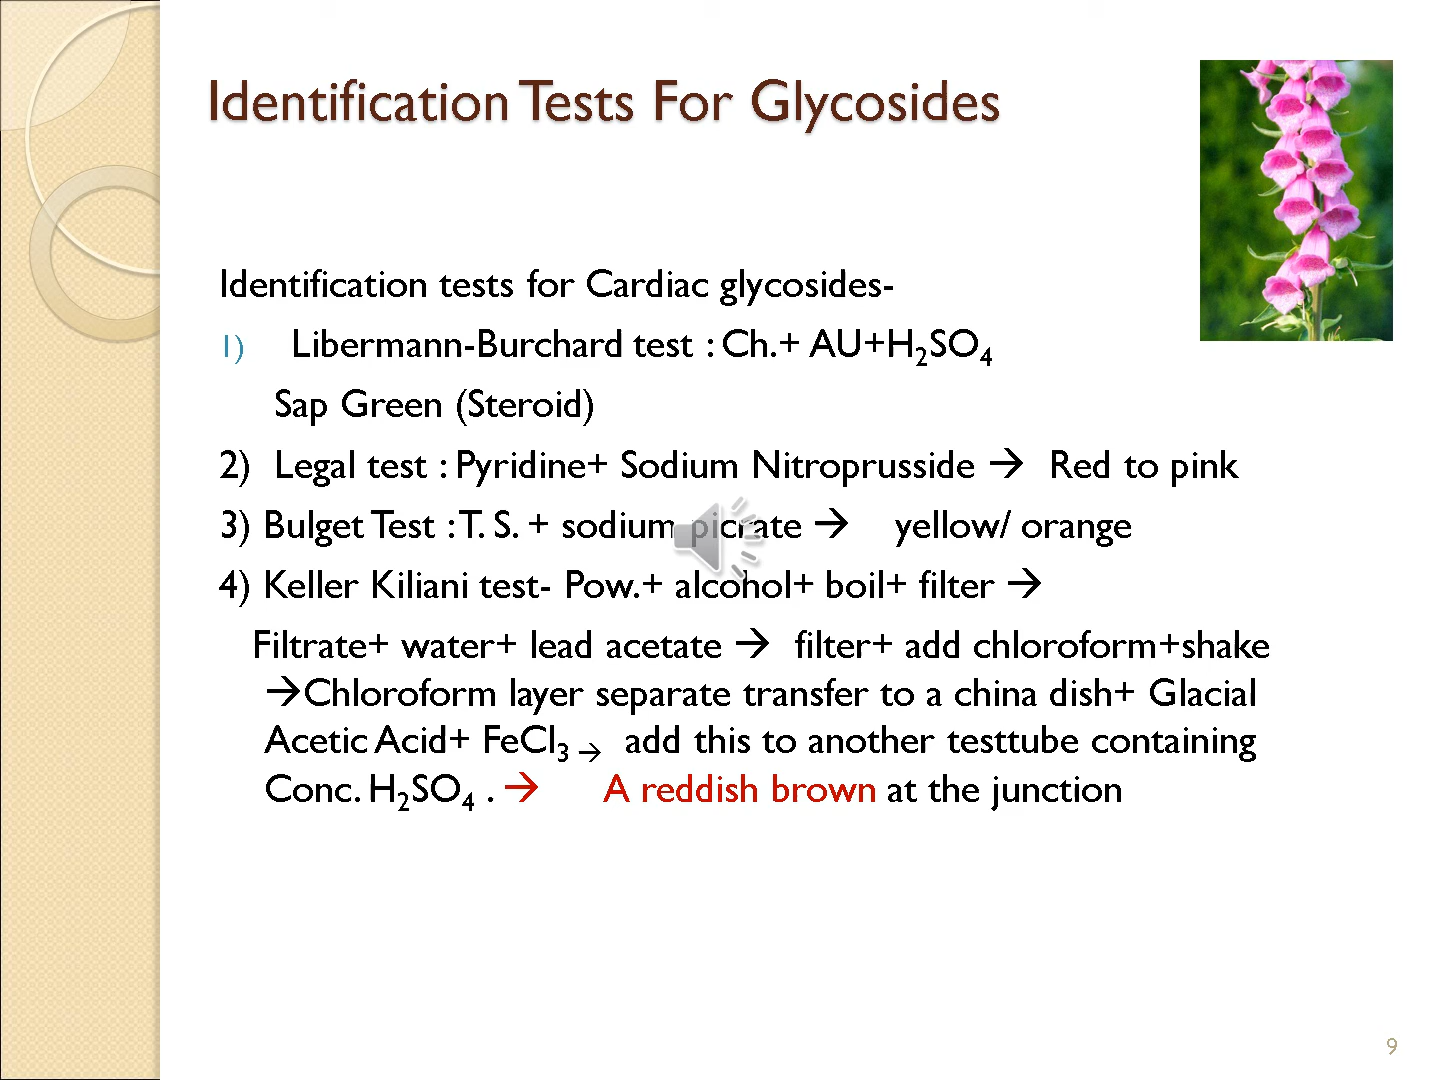 Identification Tests For Glycosides
Identification tests for Cardiac glycosides-
1) Libermann-Burchard test : Ch.+ AU+H₂SO₄
Sap Green (Steroid)
2) Legal test : Pyridine+ Sodium Nitroprusside → Red to pink
3) Bulget Test : T. S. + sodium picrate → yellow/ orange
4) Keller Kiliani test- Pow.+ alcohol+ boil+ filter →
Filtrate+ water+ lead acetate → filter+ add chloroform+shake
→Chloroform layer separate transfer to a china dish+ Glacial
Acetic Acid+ FeCl₃ → add this to another testtube containing
Conc. H₂SO₄ . → A reddish brown at the junction
9